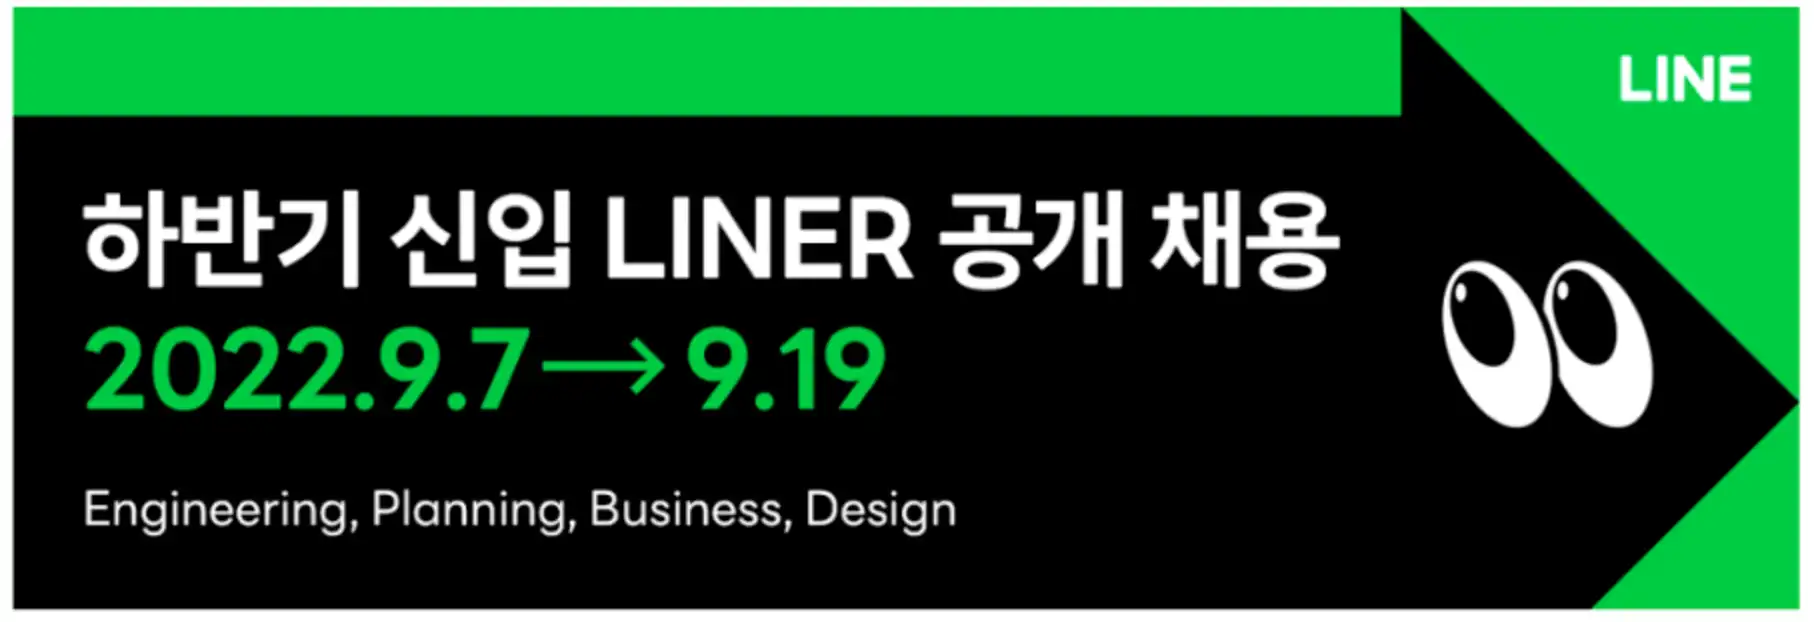 LINE
하반기 신입 LINER 공개 채용
2022.9.7→9.19
Engineering, Planning, Business, Design